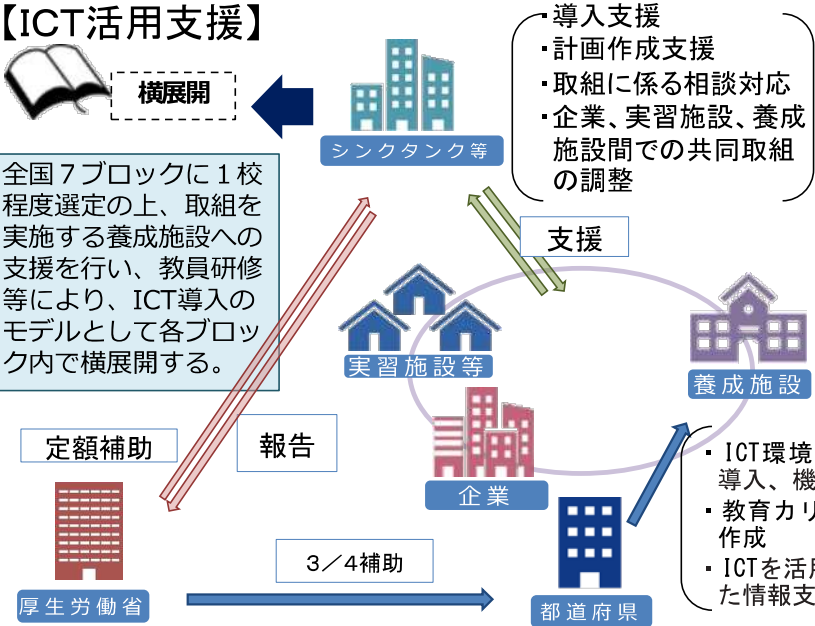 【ICT活用支援】
横展開
シンクタンク等
・導入支援
・計画作成支援
・取組に係る相談対応
・企業、実習施設、養成
施設間での共同取組
の調整
全国７ブロックに１校
程度選定の上、取組を
実施する養成施設への
支援を行い、教員研修
等により、ICT導入の
モデルとして各ブロッ
ク内で横展開する。
支援
実習施設等
養成施設
定額補助
報告
企業
・ICT環境
導入、機
・教育カリ
作成
・ICTを活用
た情報支
3／4補助
厚生労働省
都道府県